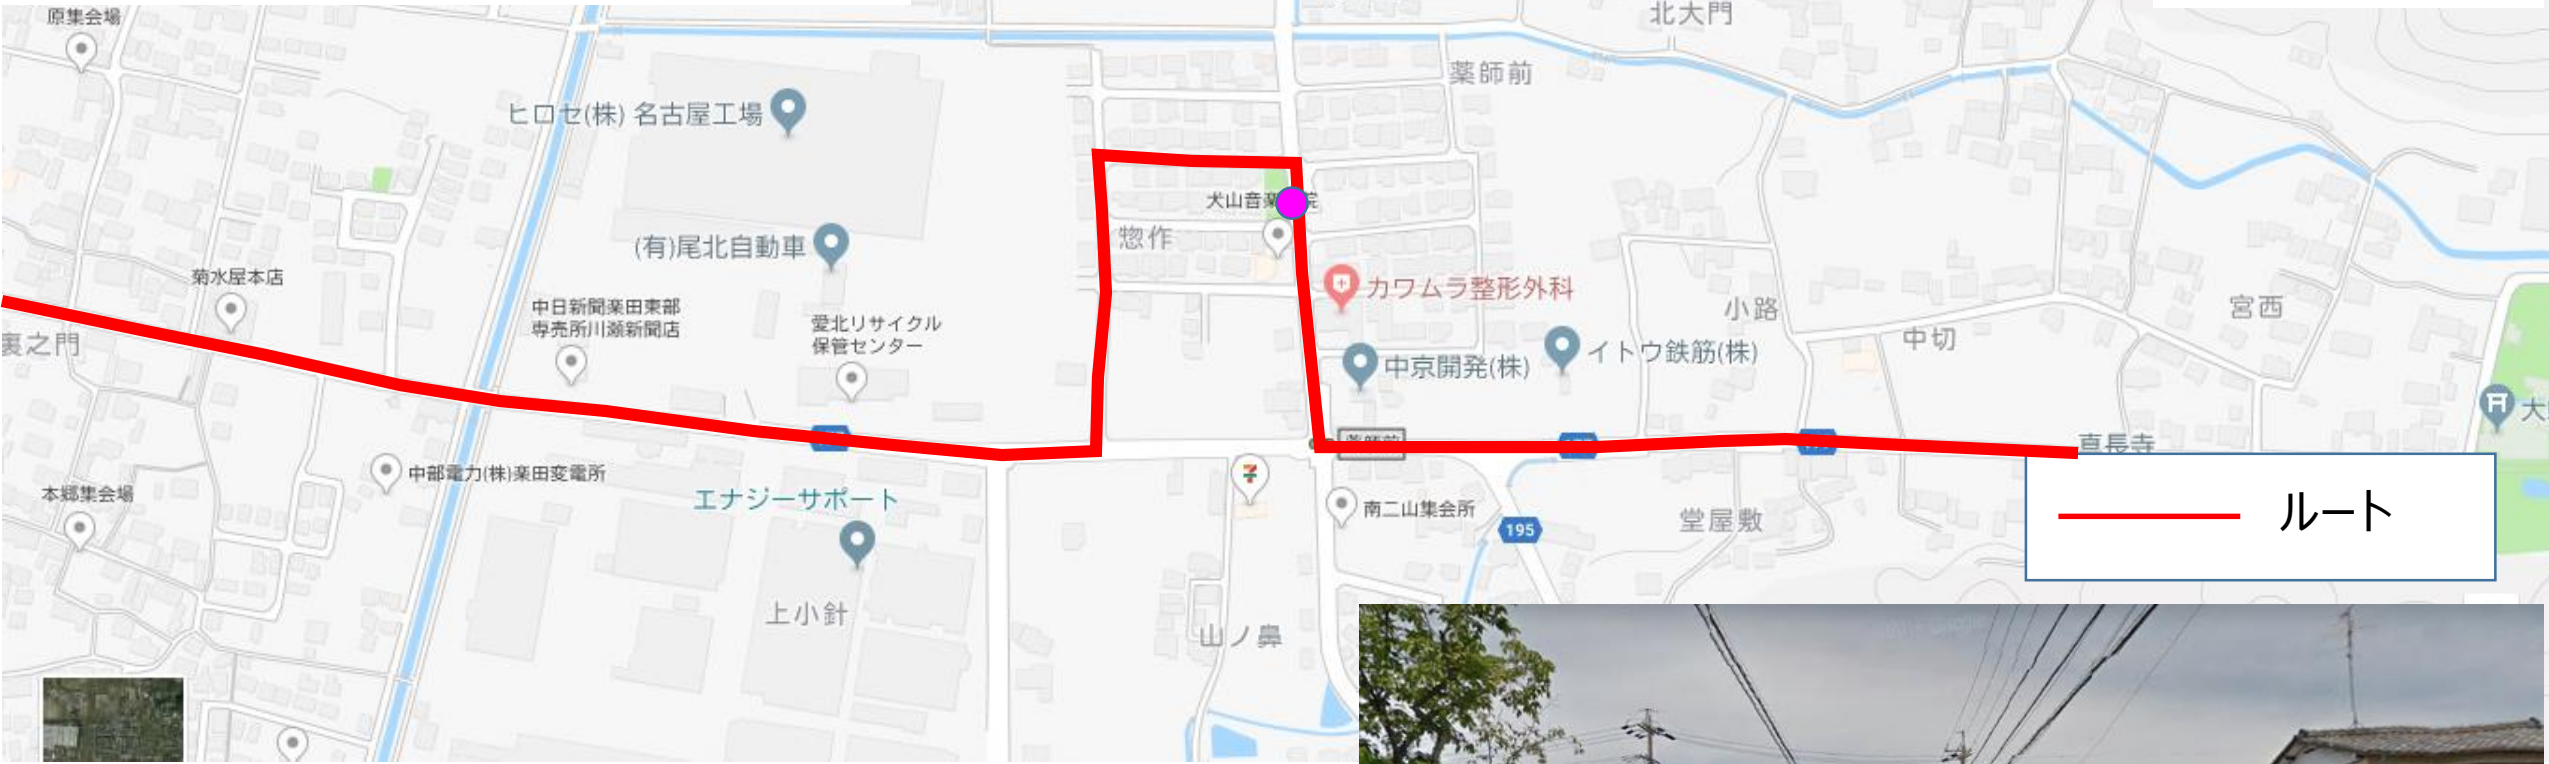 原集会場
北大門
薬師前
ヒロセ(株) 名古屋工場
犬山音楽
院
惣作
(有)尾北自動車
菊水屋本店
中日新聞楽田東部
専売所川瀬新聞店
愛北リサイクル
保管センター
カワムラ整形外科
小路
宮西
裏之門
中切
中京開発(株)
イトウ鉄筋(株)
大
直長寺
中部電力(株)楽田変電所
本郷集会場
エナジーサポート
7
南二山集会所
195
堂屋敷
ルート
上小針
山ノ鼻